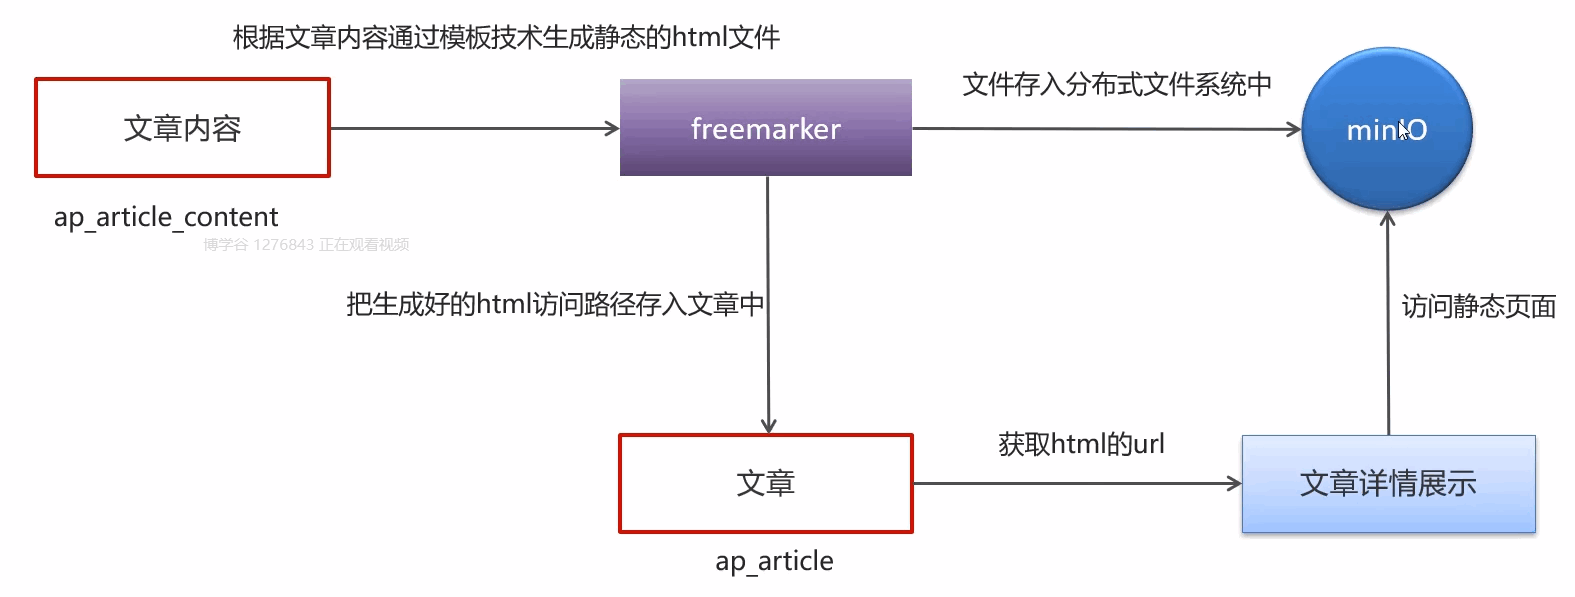 根据文章内容通过模板技术生成静态的html文件
文件存入分布式文件系统中
文章内容
freemarker
minIO
ap_article_content
博学谷 1276843 正在观看视频
把生成好的html访问路径存入文章中
访问静态页面
获取html的url
文章
文章详情展示
ap_article